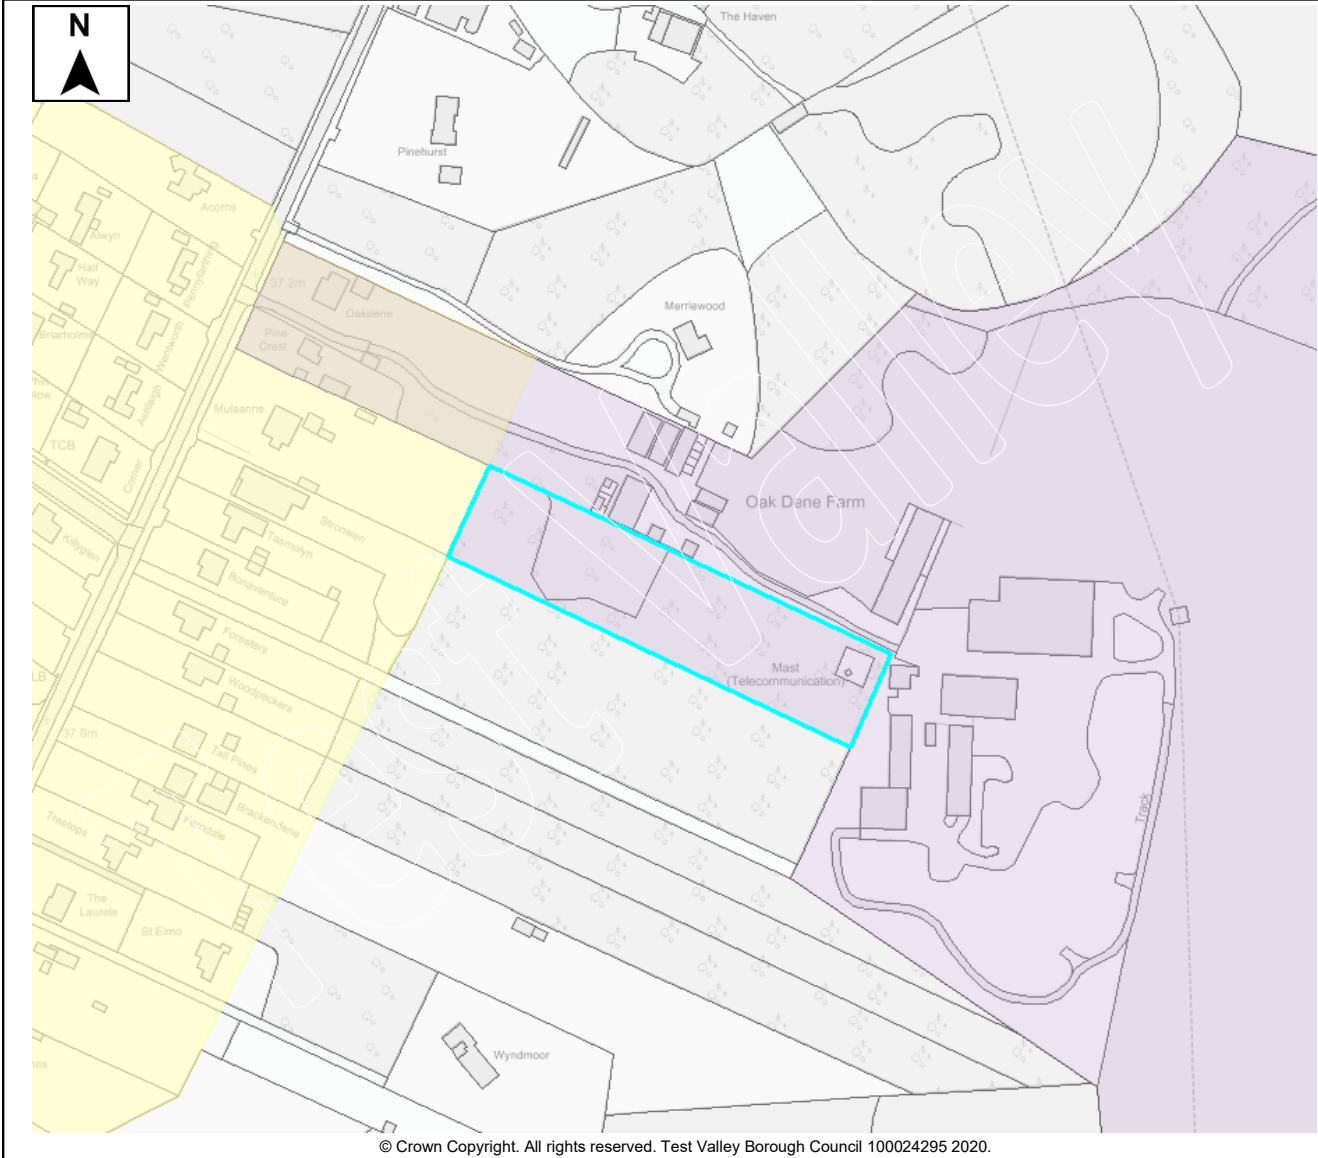 N
The Haven
Pinehurst
Acorns
Alwyn
Pennyfarthing
Half
Way
37.2m
Oakdene
Merriewood
Briarholme
Wentworth
Pine
Crest
Ashleigh
Mulsanne
TCB
Corner
Oak Dene Farm
Stronwen
Killyglen
Tasmolyn
Bonaventure
Foresters
Mast
(Telecommunication)
LB
Woodpeckers
37.8m
Tall Pines
Track
Treetops
Ferndale
Brackendene
The
Laurels
St Elmo
Wyndmoor
© Crown Copyright. All rights reserved. Test Valley Borough Council 100024295 2020.